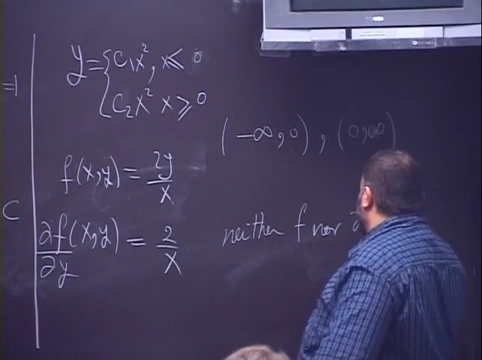 y = { C₁x², x ≤ 0
C₂x² x ≥ 0
(-∞, 0), (0, ∞)
f(x,y) = 2y/x
∂f/∂y (x,y) = 2/x
neither f nor